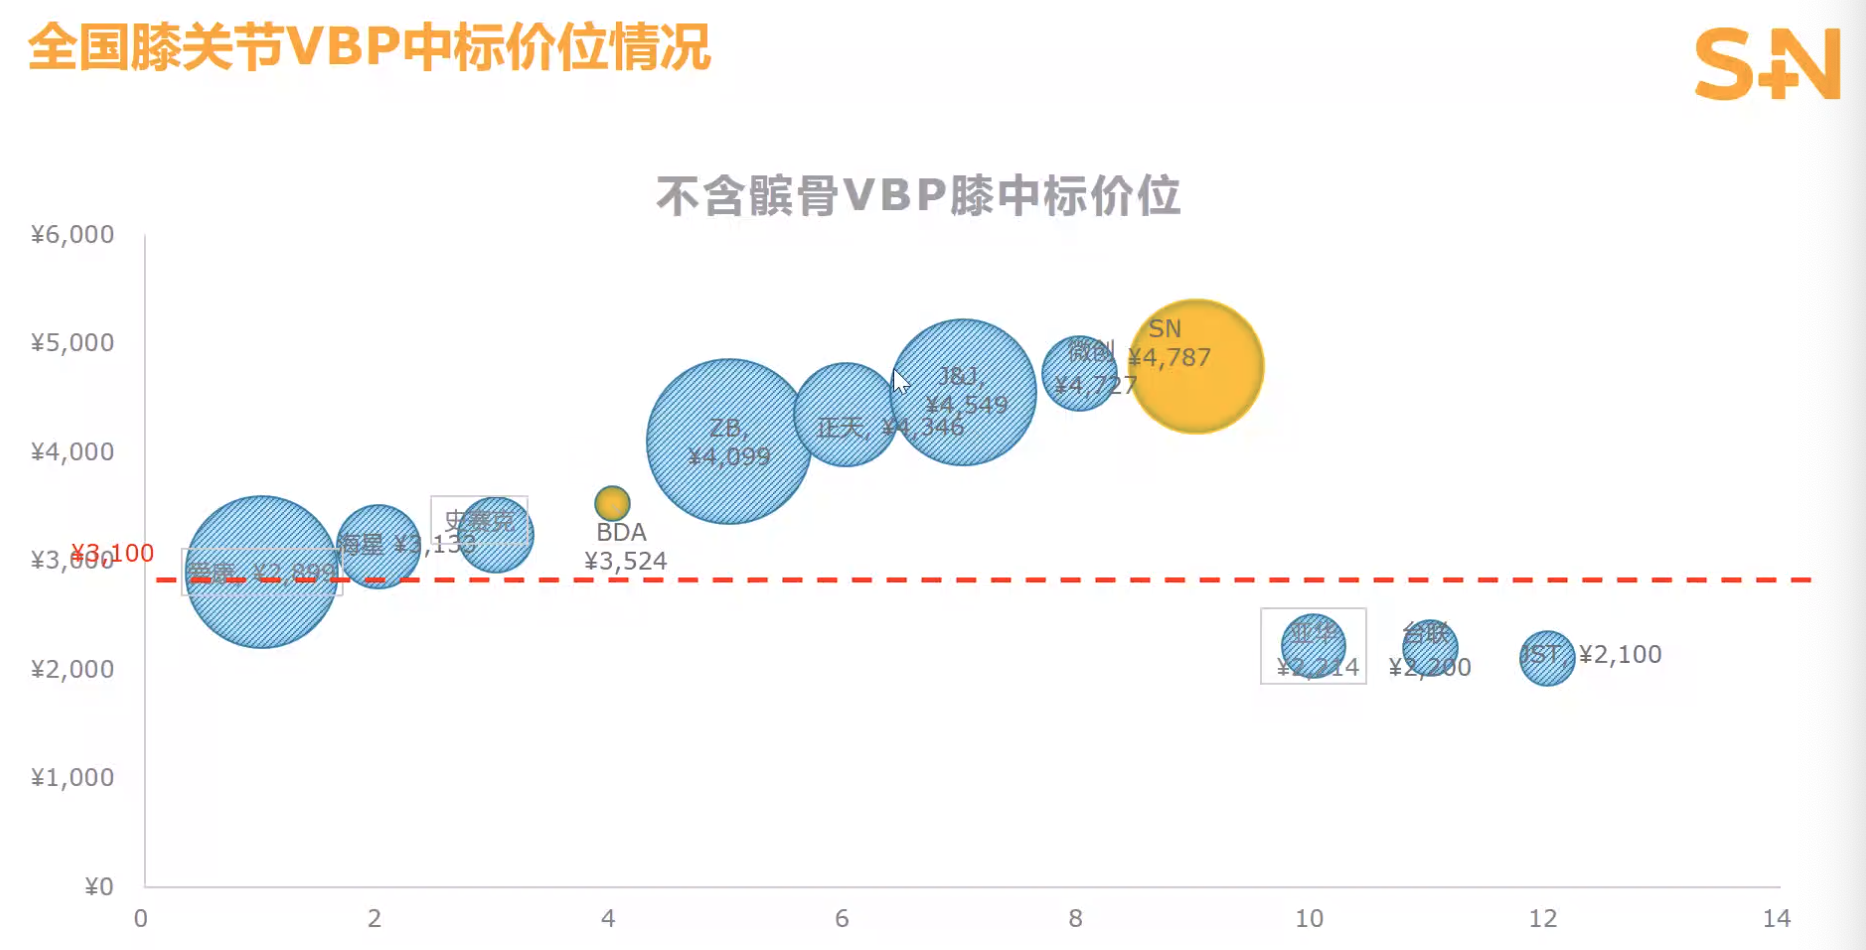 全国膝关节VBP中标价位情况
S+N
不含髌骨VBP膝中标价位
¥6,000
¥5,000
¥4,000
¥3,000
¥2,000
¥1,000
¥0
¥3,100
爱康, ¥2,899
海星 ¥3,133
史赛克
BDA
¥3,524
ZB,
¥4,099
正天, ¥4,346
J&J,
¥4,549
微创
¥4,727
SN
¥4,787
亚华
¥2,214
台联
¥2,200
JST, ¥2,100
0
2
4
6
8
10
12
14